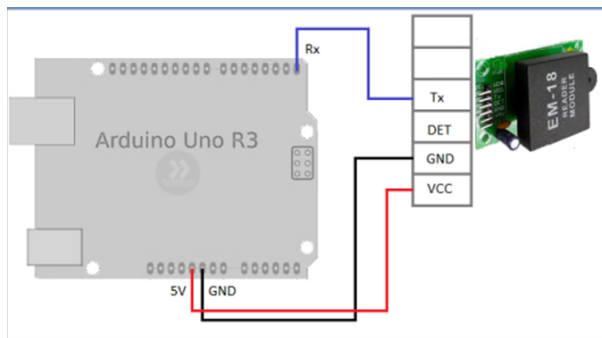 Rx
Tx
DET
GND
VCC
Arduino Uno R3
EM-18
READER
MODULE
5V
GND